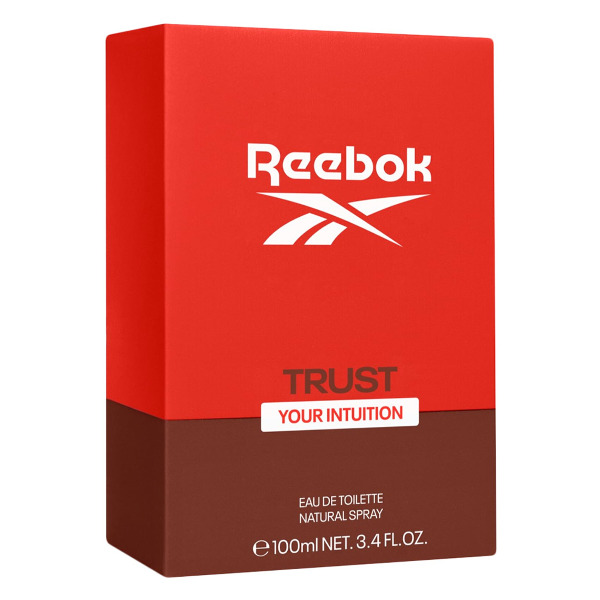 Reebok
TRUST
YOUR INTUITION
EAU DE TOILETTE
NATURAL SPRAY
℮100ml NET. 3.4 FL.OZ.